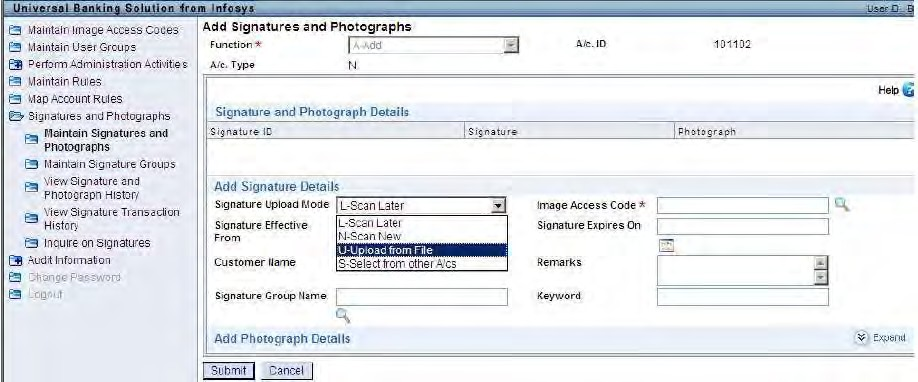 Universal Banking Solution from Infosys
User ID B
Maintain Image Access Codes
Maintain User Groups
Perform Administration Activities
Maintain Rules
Map Account Rules
Signatures and Photographs
Maintain Signatures and
Photographs
Maintain Signature Groups
View Signature and
Photograph History
View Signature Transaction
History
Inquire on Signatures
Audit Information
Change Password
Logout
Add Signatures and Photographs
Function * A-Add A/c. ID 101102
A/c. Type N
Help
Signature and Photograph Details
Signature ID Signature Photograph
Add Signature Details
Signature Upload Mode L-Scan Later Image Access Code *
L-Scan Later
N-Scan New
U-Upload from File
S-Select from other A/cs
Signature Effective
From
Signature Expires On
Customer Name Remarks
Signature Group Name Keyword
Add Photograph Details Expand
Submit Cancel